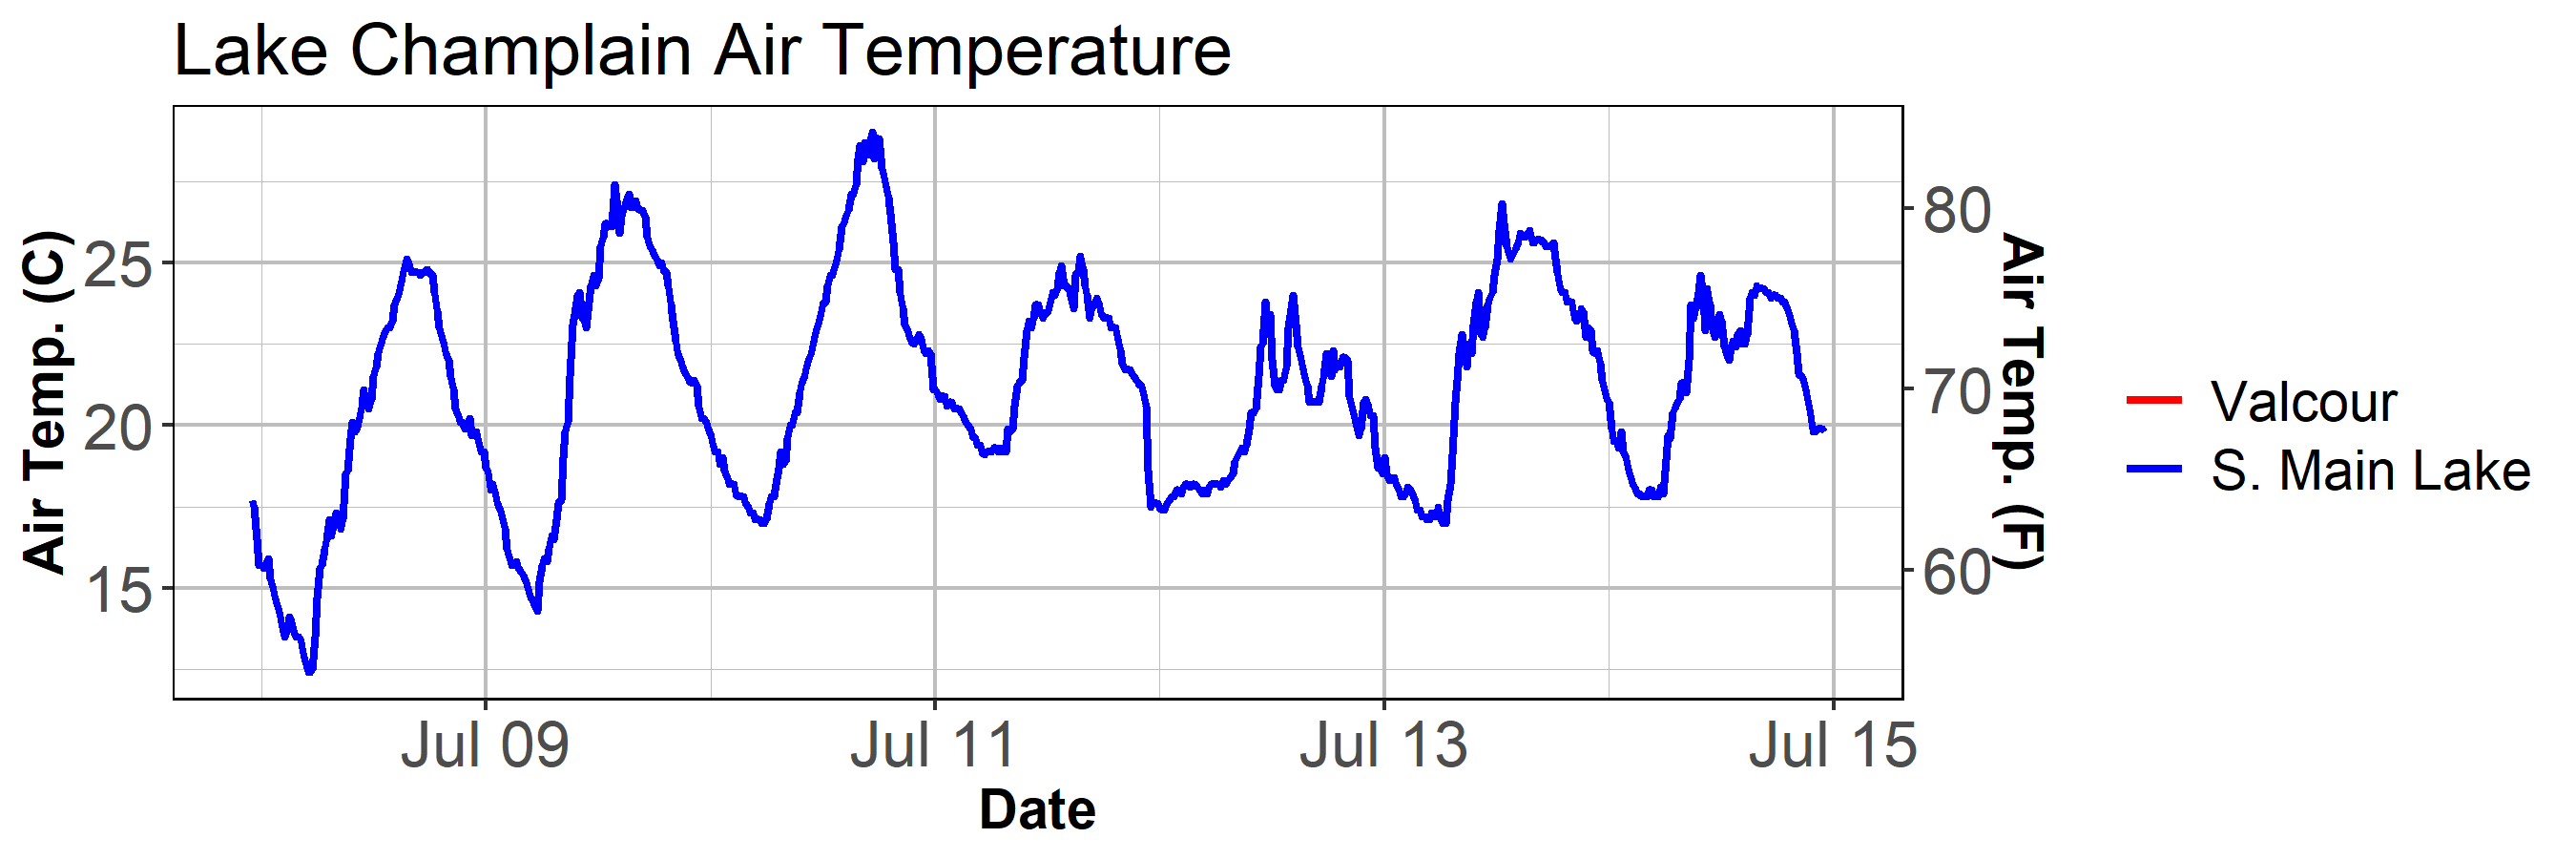 Lake Champlain Air Temperature
Air Temp. (C)
25
20
15
80
70
60
Air Temp. (F)
Jul 09
Jul 11
Jul 13
Jul 15
Date
Valcour
S. Main Lake